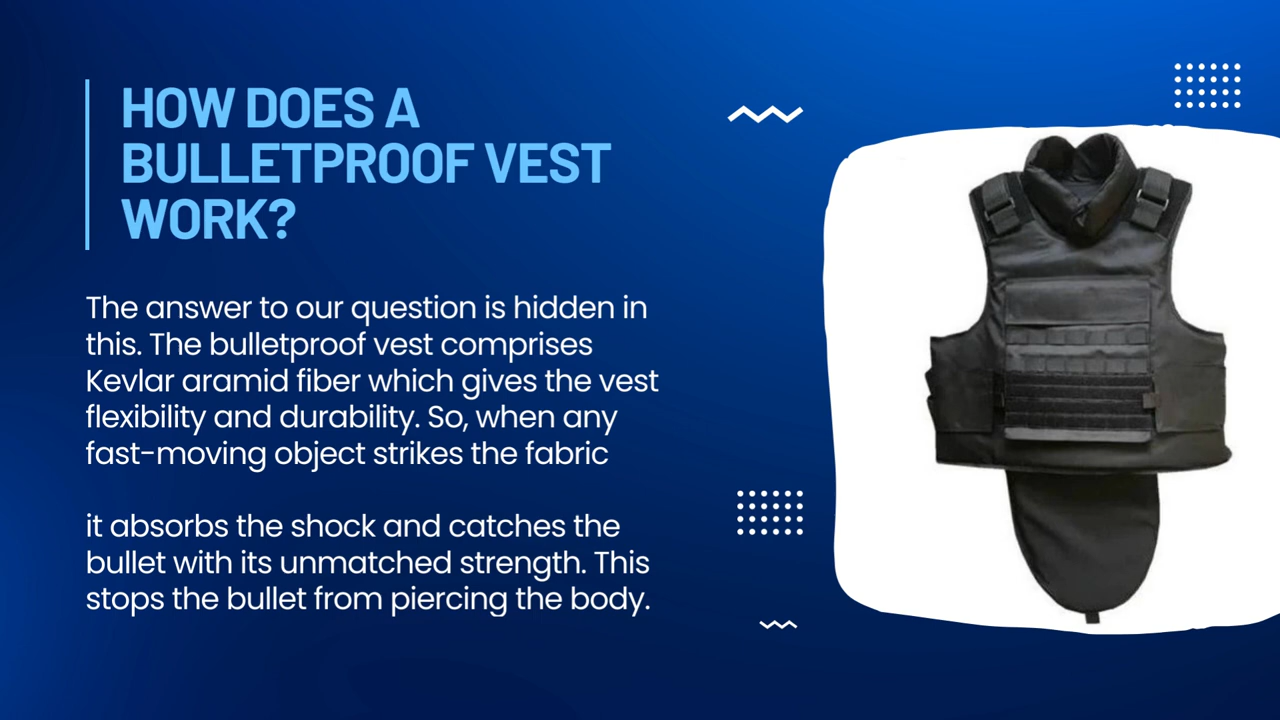 HOW DOES A
BULLETPROOF VEST
WORK?
The answer to our question is hidden in
this. The bulletproof vest comprises
Kevlar aramid fiber which gives the vest
flexibility and durability. So, when any
fast-moving object strikes the fabric
it absorbs the shock and catches the
bullet with its unmatched strength. This
stops the bullet from piercing the body.